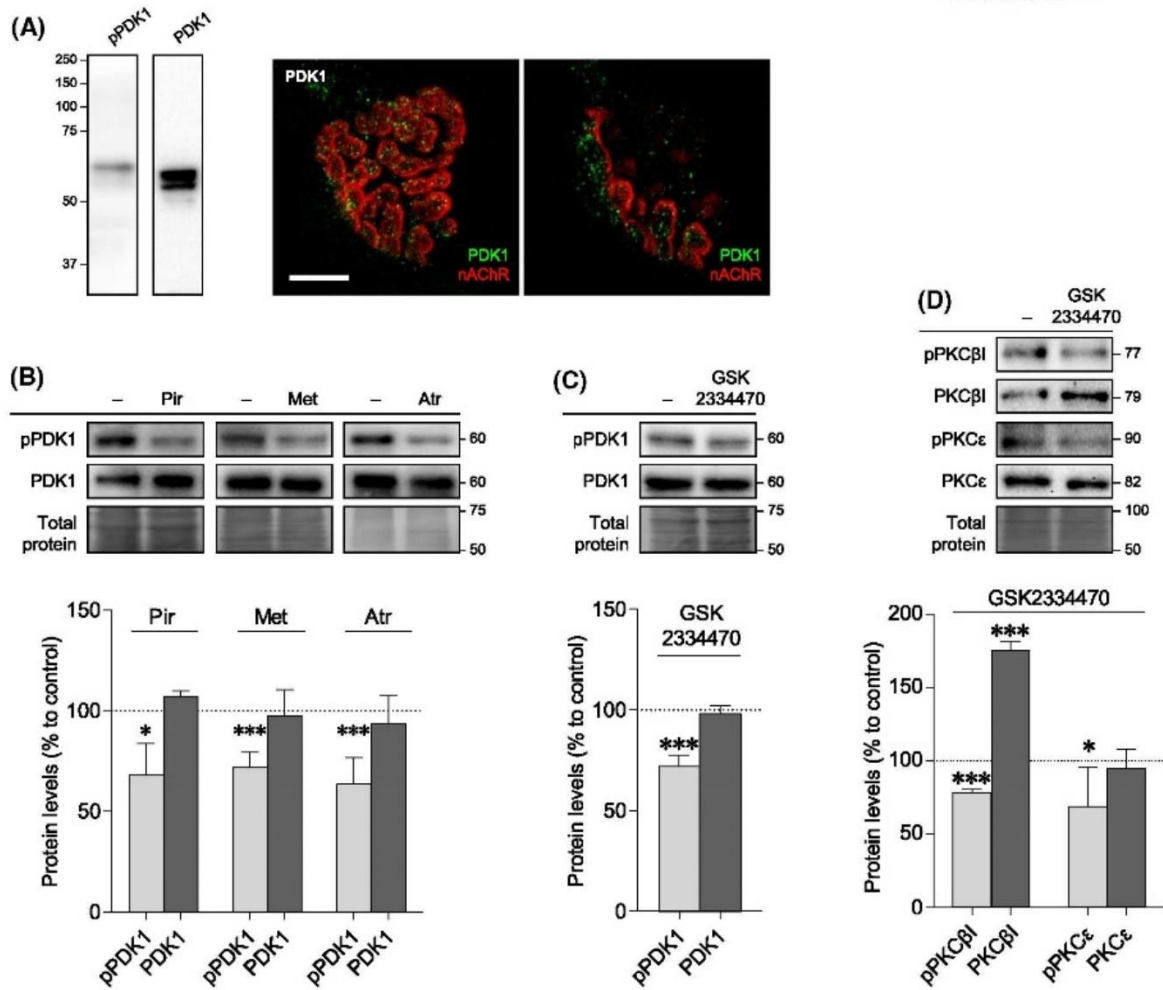 (A)
pPDK1 PDK1
250
150
100
75
50
37
PDK1
PDK1
nAChR
PDK1
nAChR
(B)
– Pir – Met – Atr
pPDK1 60
PDK1 60
Total protein 75 50
150
100
50
0
Protein levels (% to control)
Pir Met Atr
* *** ***
pPDK1 PDK1 pPDK1 PDK1 pPDK1 PDK1
(C)
– GSK 2334470
pPDK1 60
PDK1 60
Total protein 75 50
150
100
50
0
Protein levels (% to control)
GSK
2334470
***
pPDK1 PDK1
(D)
– GSK 2334470
pPKCβI 77
PKCβI 79
pPKCε 90
PKCε 82
Total protein 100 50
200
150
100
50
0
Protein levels (% to control)
GSK2334470
*** *** *
pPKCβI PKCβI pPKCε PKCε